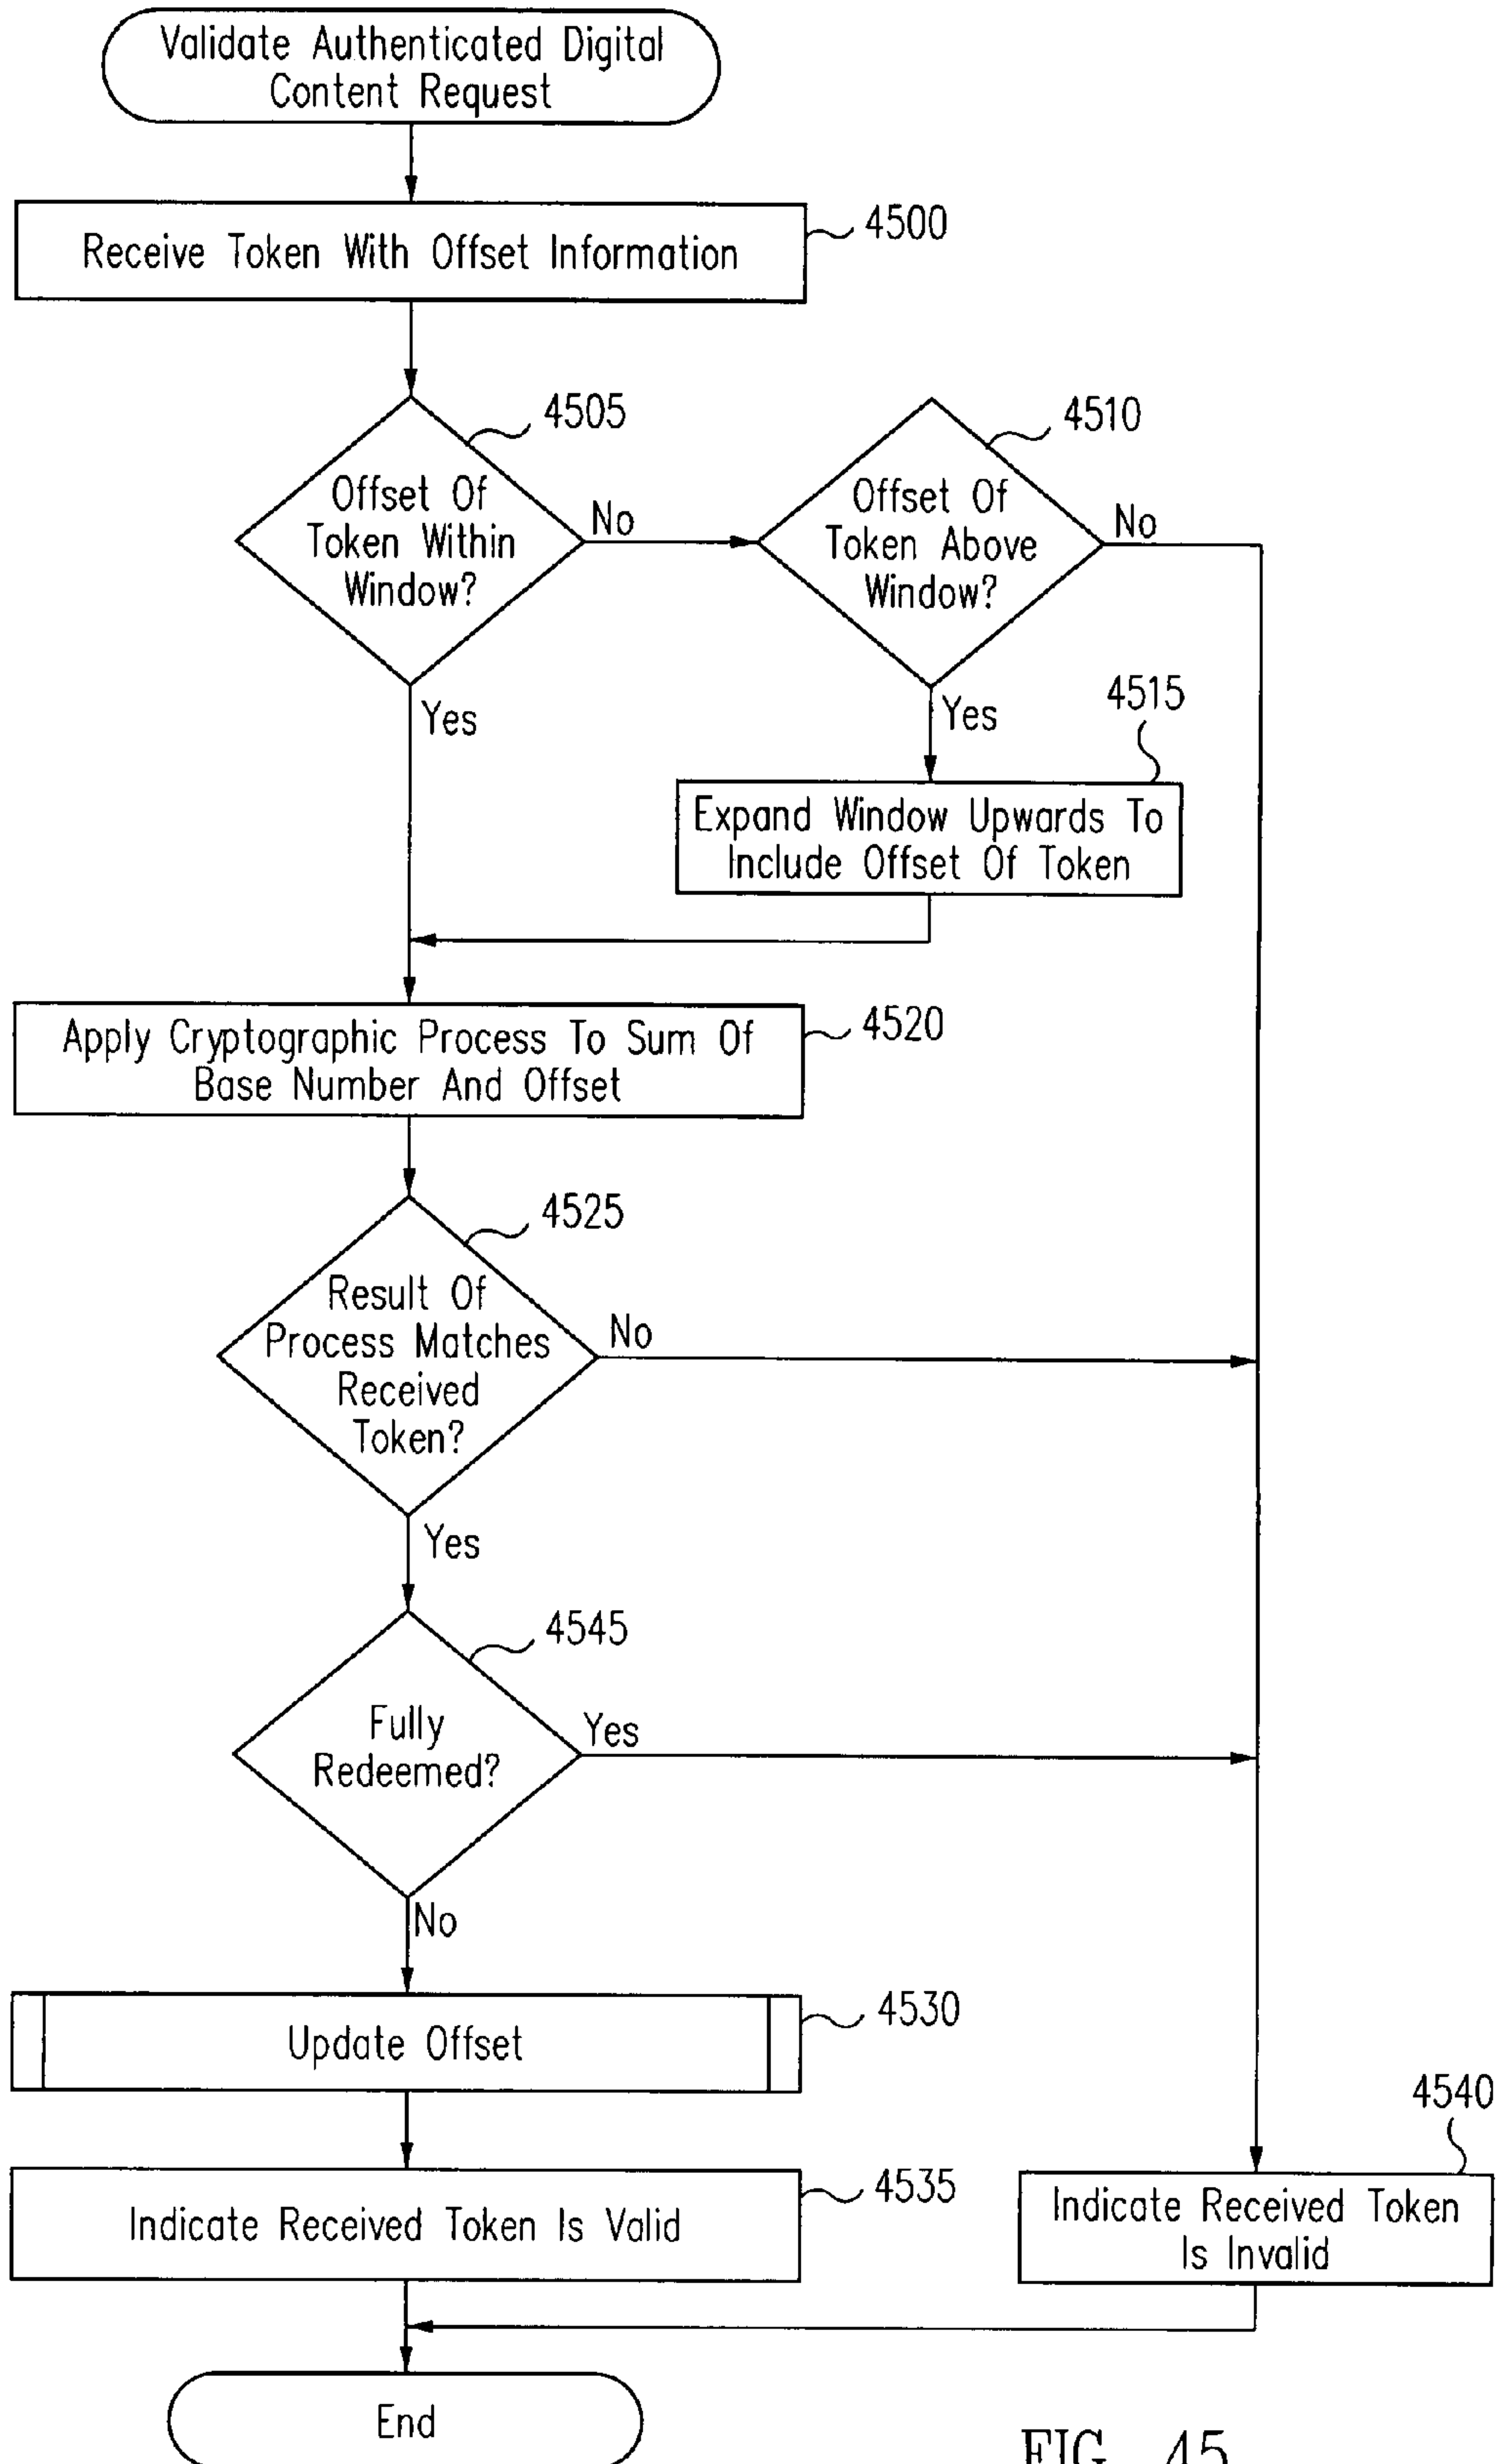 Validate Authenticated Digital
Content Request
Receive Token With Offset Information
4500
4505
Offset Of
Token Within
Window?
No
Yes
4510
Offset Of
Token Above
Window?
No
Yes
4515
Expand Window Upwards To
Include Offset Of Token
Apply Cryptographic Process To Sum Of
Base Number And Offset
4520
4525
Result Of
Process Matches
Received
Token?
No
Yes
4545
Fully
Redeemed?
Yes
No
Update Offset
4530
Indicate Received Token Is Valid
4535
4540
Indicate Received Token
Is Invalid
End
FIG. 45